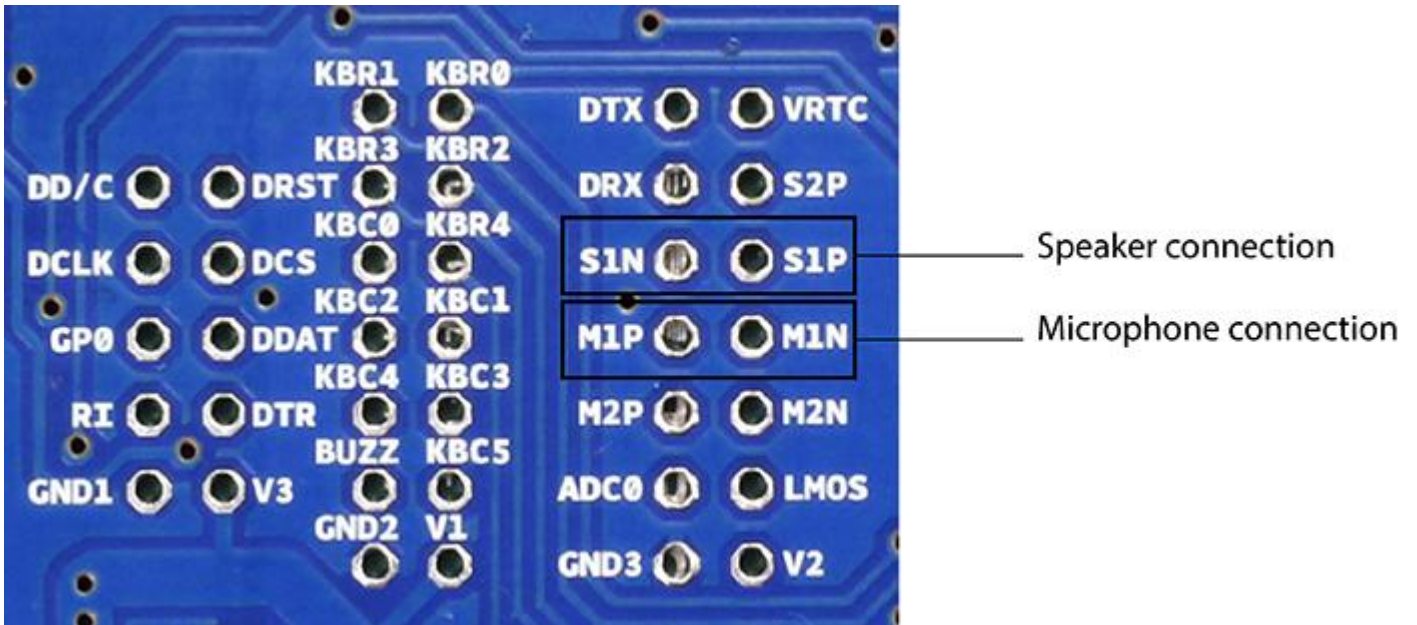 KBR1 KBR0
DTX VRTC
KBR3 KBR2
DD/C DRST DRX S2P
KBC0 KBR4
DCLK DCS S1N S1P Speaker connection
KBC2 KBC1
GP0 DDAT M1P M1N Microphone connection
KBC4 KBC3
RI DTR M2P M2N
BUZZ KBC5
GND1 V3 ADC0 LMOS
GND2 V1
GND3 V2